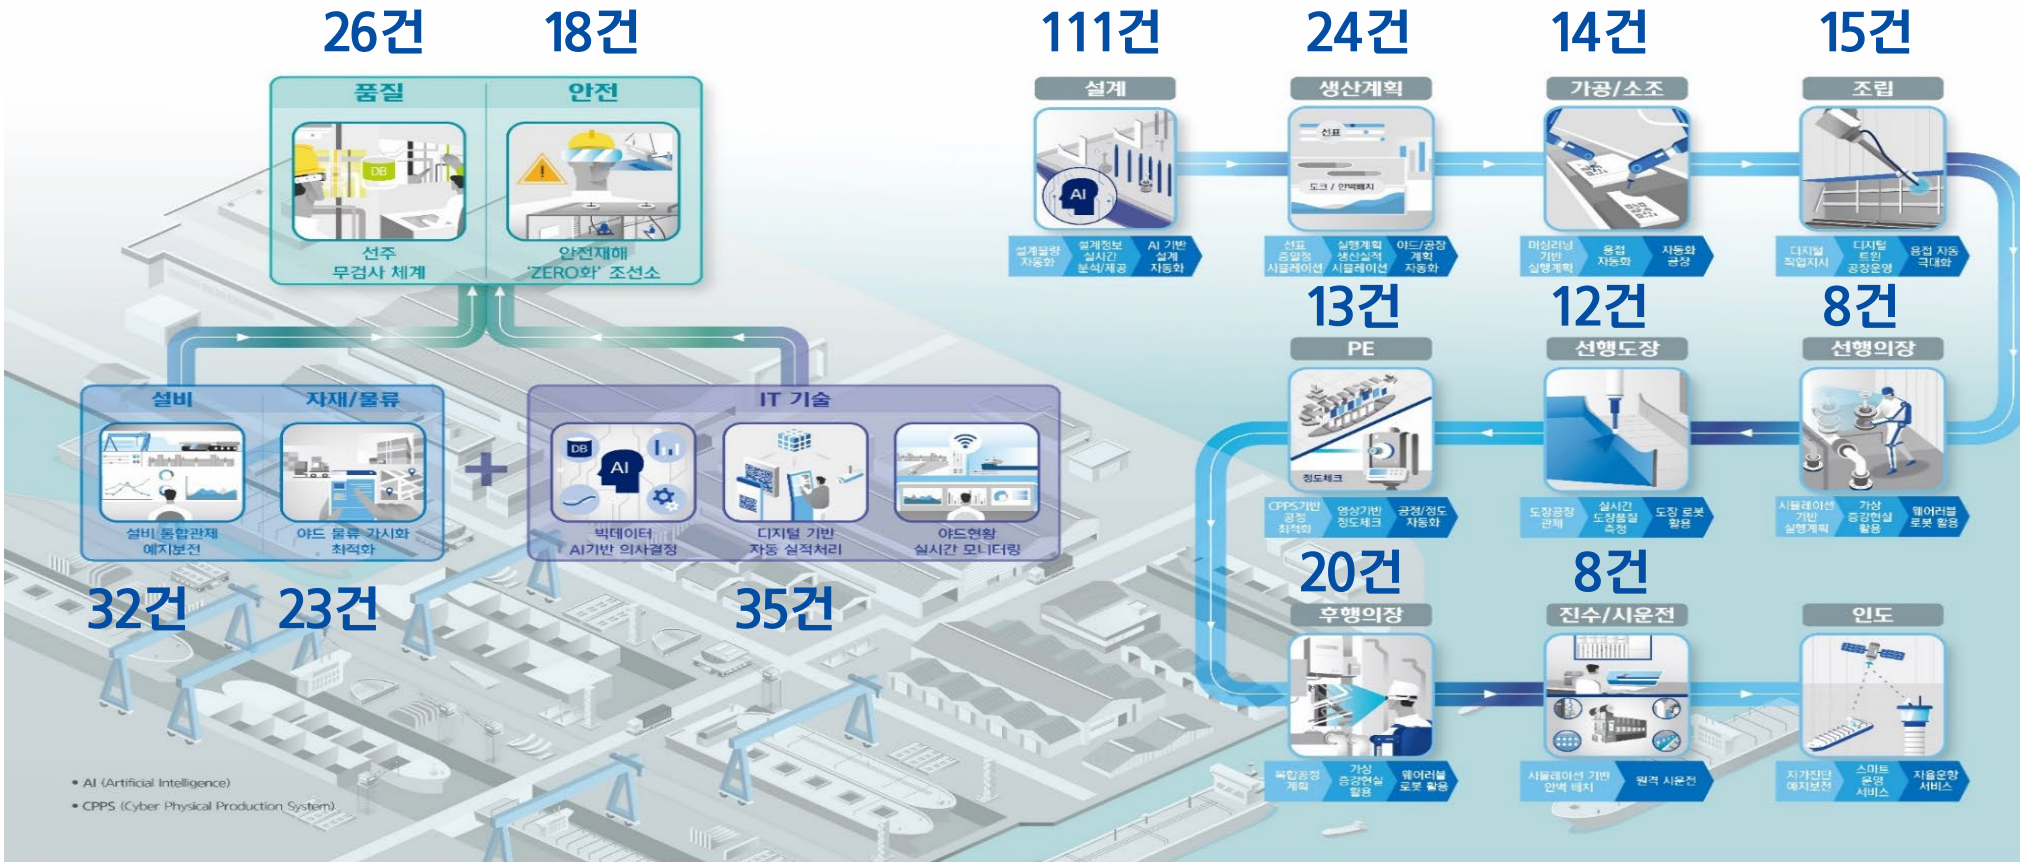 26건
18건
품질
안전
DB
선주
무검사 체계
안전재해
'ZERO화' 조선소
설비
자재/물류
설비 통합관제
예지보전
야드 물류 가시화
최적화
IT 기술
DB
AI
빅데이터
AI기반 의사결정
디지털 기반
자동 실적처리
야드현황
실시간 모니터링
32건
23건
35건
• AI (Artificial Intelligence)
• CPPS (Cyber Physical Production System)
111건
24건
14건
15건
설계
AI
설계물량
자동화
설계정보
실시간
분석/제공
AI 기반
설계
자동화
생산계획
선표
도크 / 안벽배치
선표
중일정
시뮬레이션
실행계획
생산실적
시뮬레이션
야드/공장
계획
자동화
가공/소조
머신러닝
기반
실행계획
용접
자동화
자동화
공장
조립
디지털
작업지시
디지털
트윈
공장운영
용접 자동
극대화
13건
12건
8건
PE
정도체크
CPPS기반
공정
최적화
영상기반
정도체크
공정/정도
자동화
선행도장
도장공정
관제
실시간
도장품질
측정
도장 로봇
활용
선행의장
시뮬레이션
기반
실행계획
가상
증강현실
활용
웨어러블
로봇 활용
20건
8건
후행의장
복합공정
계획
가상
증강현실
활용
웨어러블
로봇 활용
진수/시운전
시뮬레이션 기반
안벽 배치
원격 시운전
인도
자가진단
예지보전
스마트
운영
서비스
자율운항
서비스